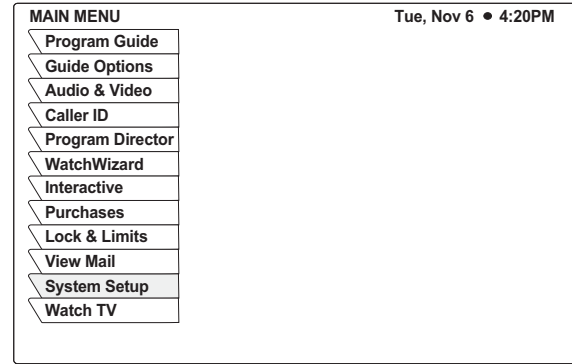 MAIN MENU Tue, Nov 6 ● 4:20PM
Program Guide
Guide Options
Audio & Video
Caller ID
Program Director
WatchWizard
Interactive
Purchases
Lock & Limits
View Mail
System Setup
Watch TV